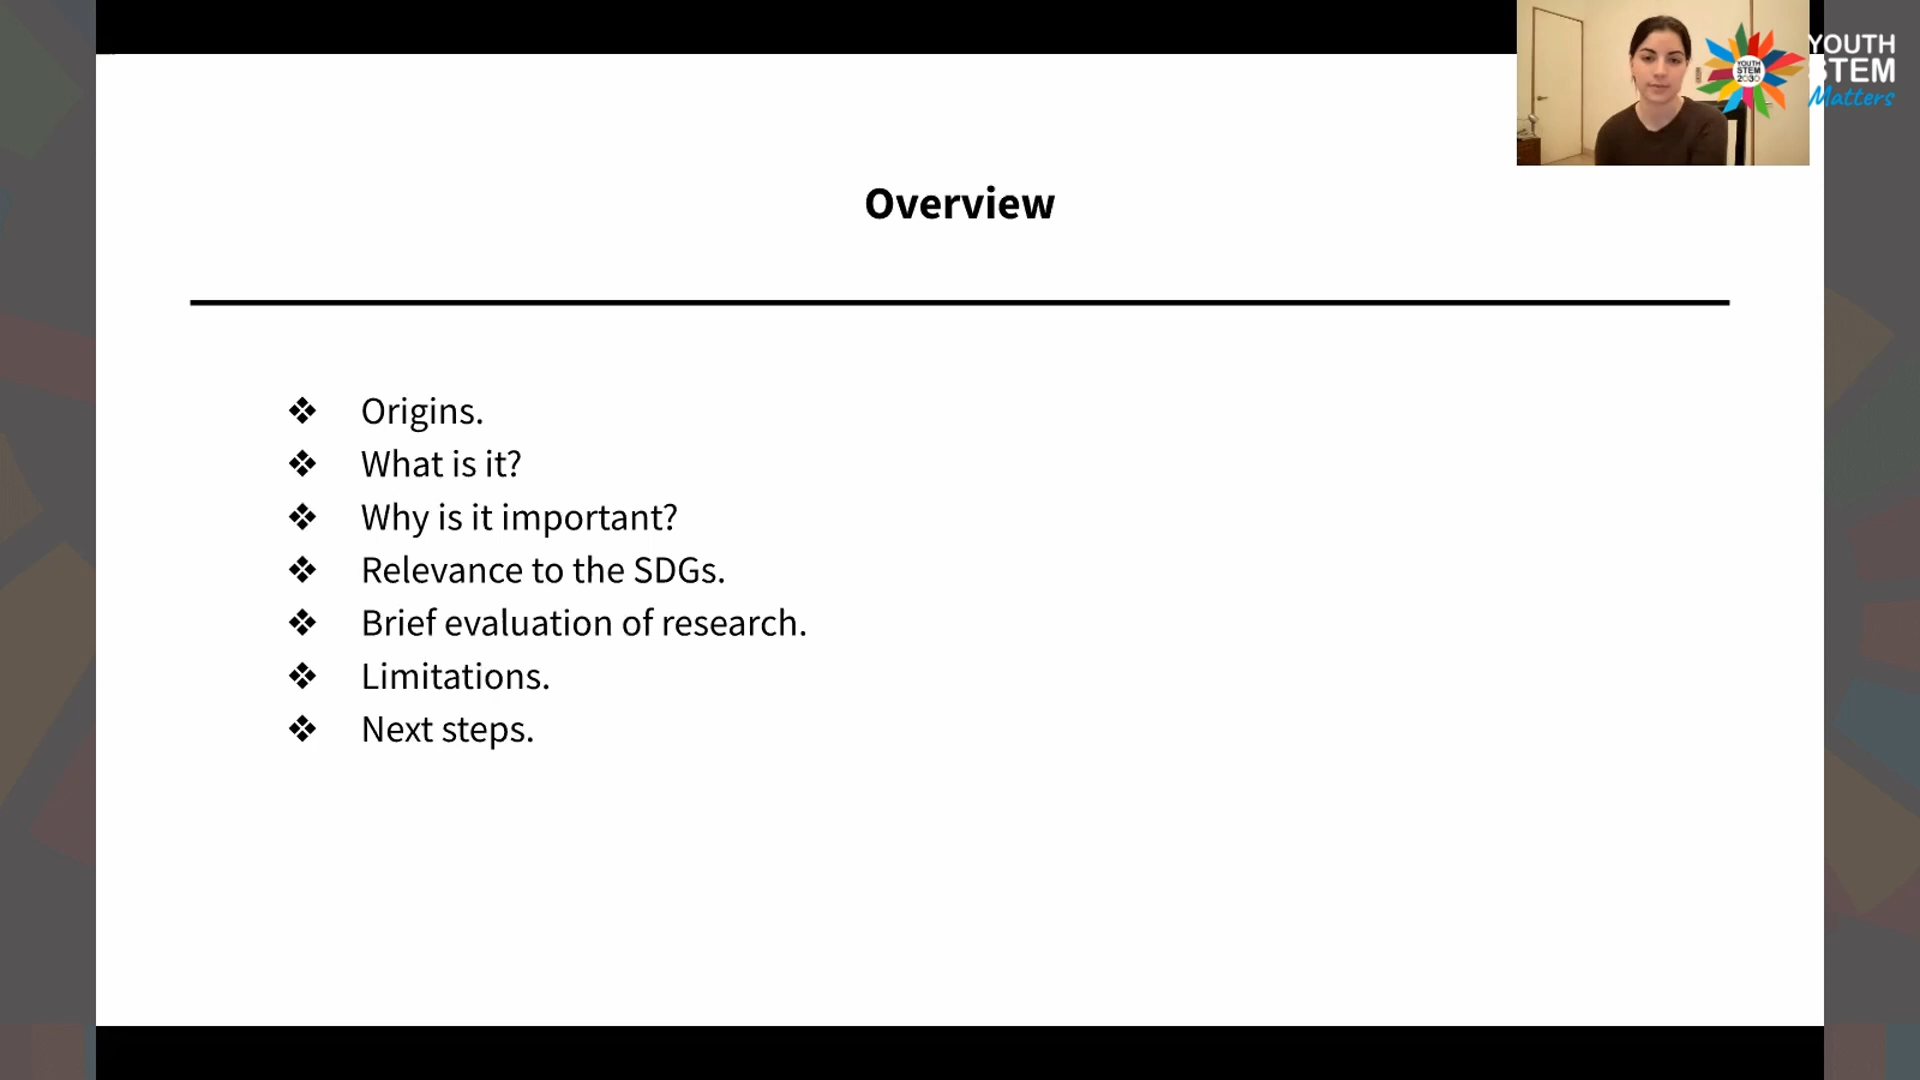 YOUTH
STEM
Matters
YOUTH
STEM
2030
Overview
❖ Origins.
❖ What is it?
❖ Why is it important?
❖ Relevance to the SDGs.
❖ Brief evaluation of research.
❖ Limitations.
❖ Next steps.